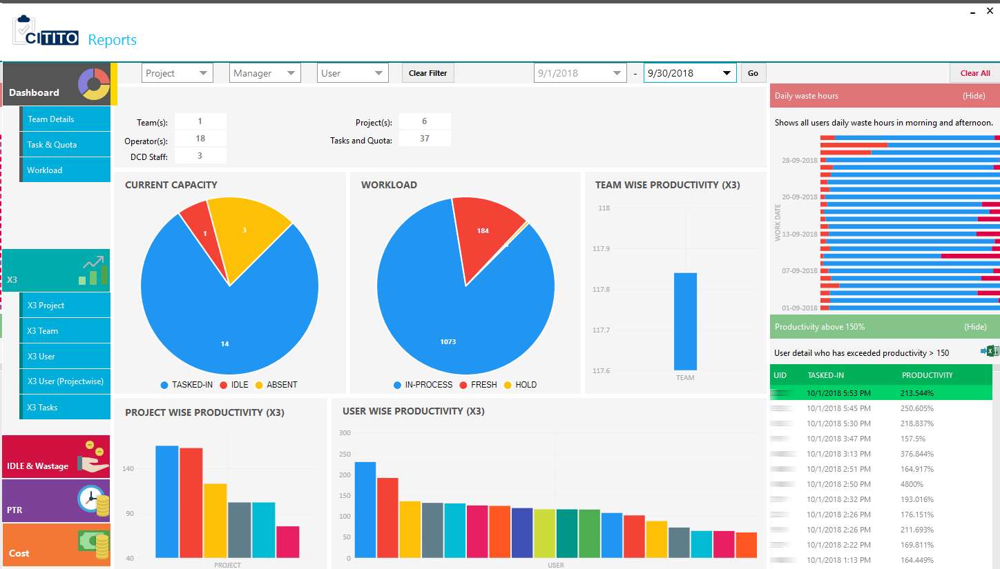 CITITO Reports
Project Manager User Clear Filter 9/1/2018 - 9/30/2018 Go Clear All
Dashboard
Team Details
Task & Quota
Workload
X3
X3 Project
X3 Team
X3 User
X3 User (Projectwise)
X3 Tasks
IDLE & Wastage
PTR
Cost
Team(s): 1
Operator(s): 18
DCD Staff: 3
Project(s): 6
Tasks and Quota: 37
CURRENT CAPACITY
1
3
14
TASKED-IN IDLE ABSENT
WORKLOAD
184
1073
IN-PROCESS FRESH HOLD
TEAM WISE PRODUCTIVITY (X3)
118
117.9
117.8
117.7
117.6
TEAM
PROJECT WISE PRODUCTIVITY (X3)
140
90
40
PROJECT
USER WISE PRODUCTIVITY (X3)
300
250
200
150
100
50
0
USER
Daily waste hours (Hide)
Shows all users daily waste hours in morning and afternoon.
WORK DATE
28-09-2018
20-09-2018
13-09-2018
07-09-2018
01-09-2018
Productivity above 150% (Hide)
User detail who has exceeded productivity > 150
UID TASKED-IN PRODUCTIVITY
10/1/2018 5:53 PM 213.544%
10/1/2018 5:45 PM 250.605%
10/1/2018 5:30 PM 218.837%
10/1/2018 3:47 PM 157.5%
10/1/2018 3:13 PM 376.844%
10/1/2018 2:51 PM 164.917%
10/1/2018 2:50 PM 4800%
10/1/2018 2:32 PM 193.016%
10/1/2018 2:26 PM 176.151%
10/1/2018 2:26 PM 211.693%
10/1/2018 2:22 PM 169.811%
10/1/2018 1:13 PM 164.449%